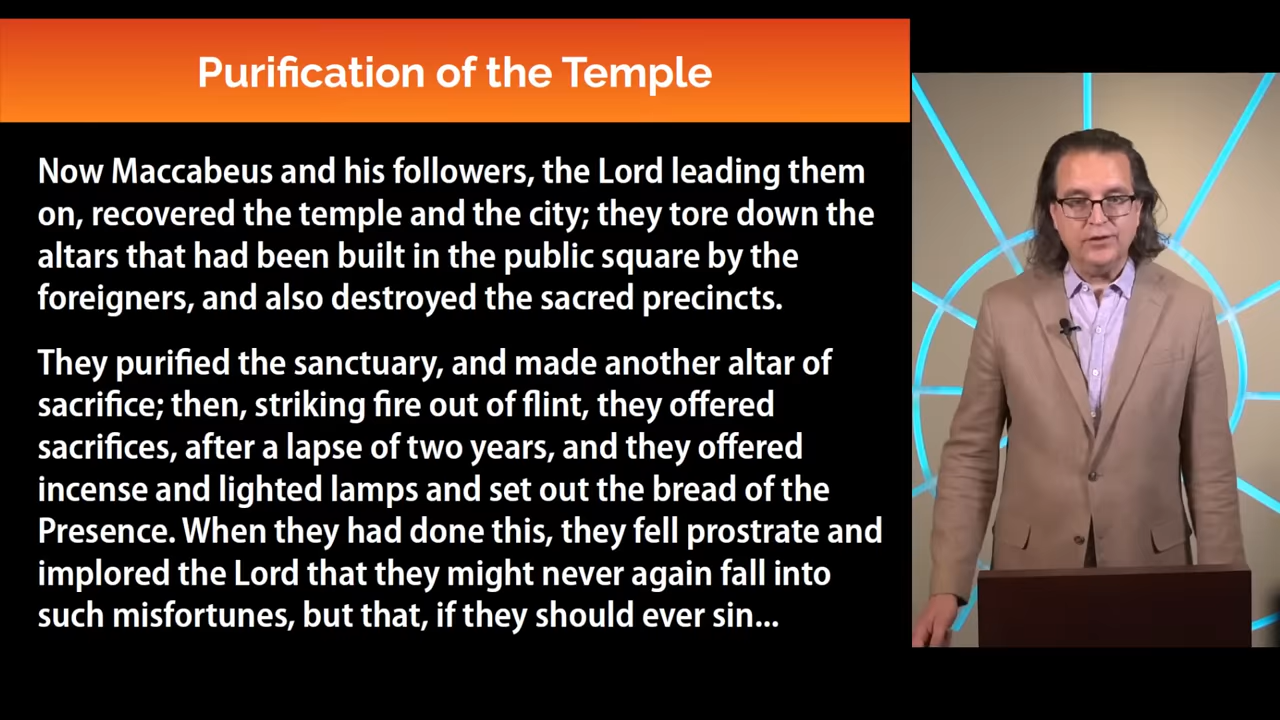 Purification of the Temple
Now Maccabeus and his followers, the Lord leading them
on, recovered the temple and the city; they tore down the
altars that had been built in the public square by the
foreigners, and also destroyed the sacred precincts.
They purified the sanctuary, and made another altar of
sacrifice; then, striking fire out of flint, they offered
sacrifices, after a lapse of two years, and they offered
incense and lighted lamps and set out the bread of the
Presence. When they had done this, they fell prostrate and
implored the Lord that they might never again fall into
such misfortunes, but that, if they should ever sin...